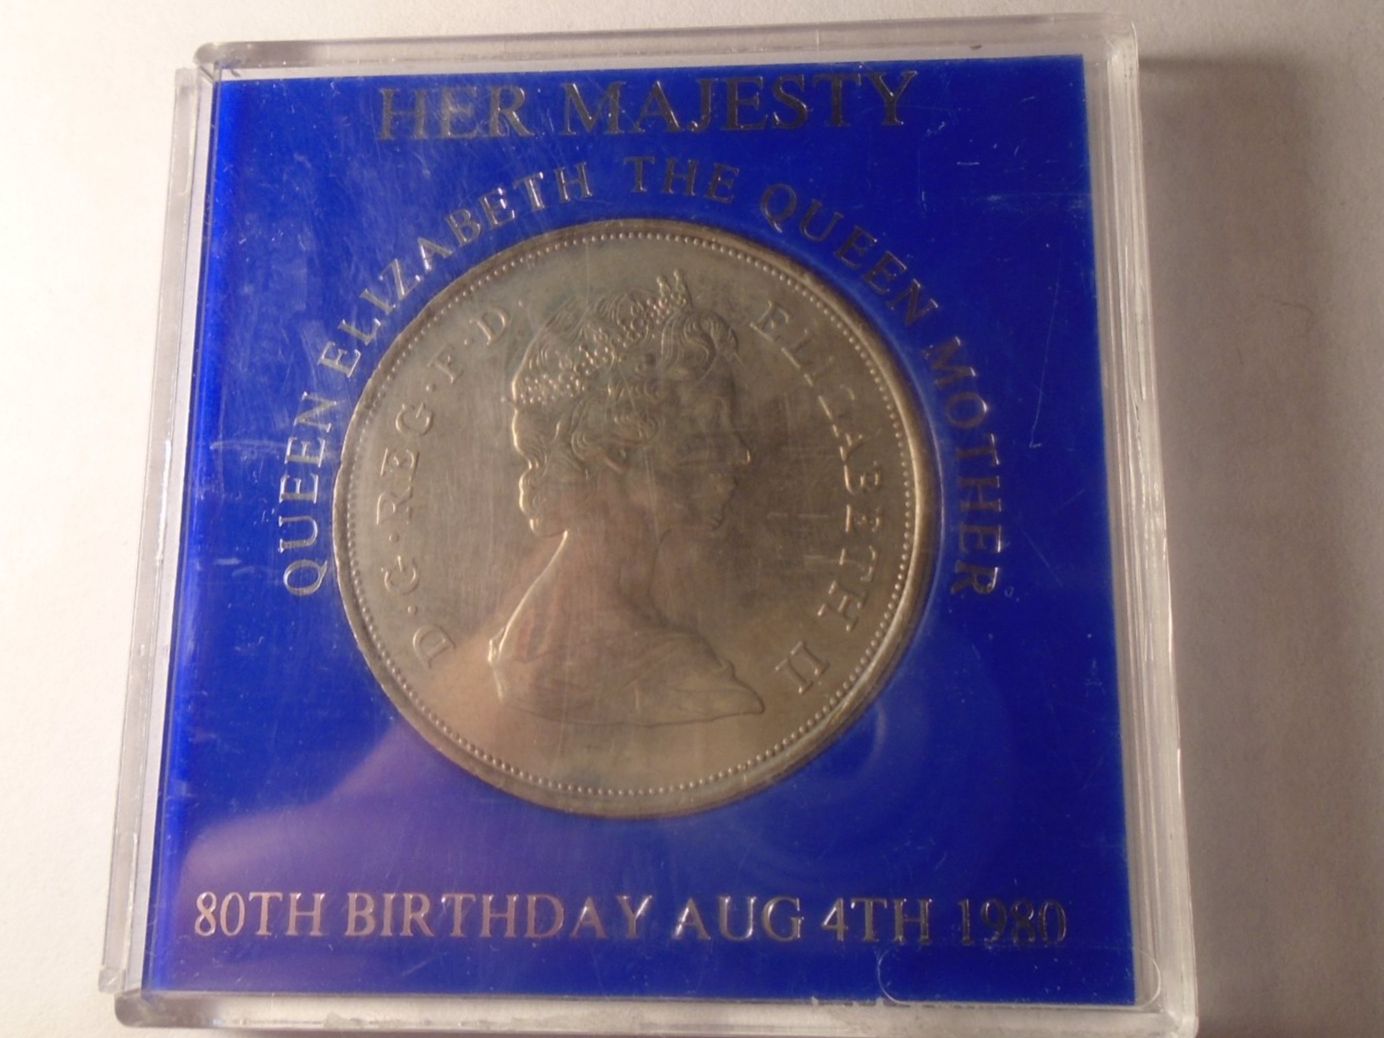 HER MAJESTY
QUEEN ELIZABETH THE QUEEN MOTHER
D·G·REG·F·D· ELIZABETH II
80TH BIRTHDAY AUG 4TH 1980